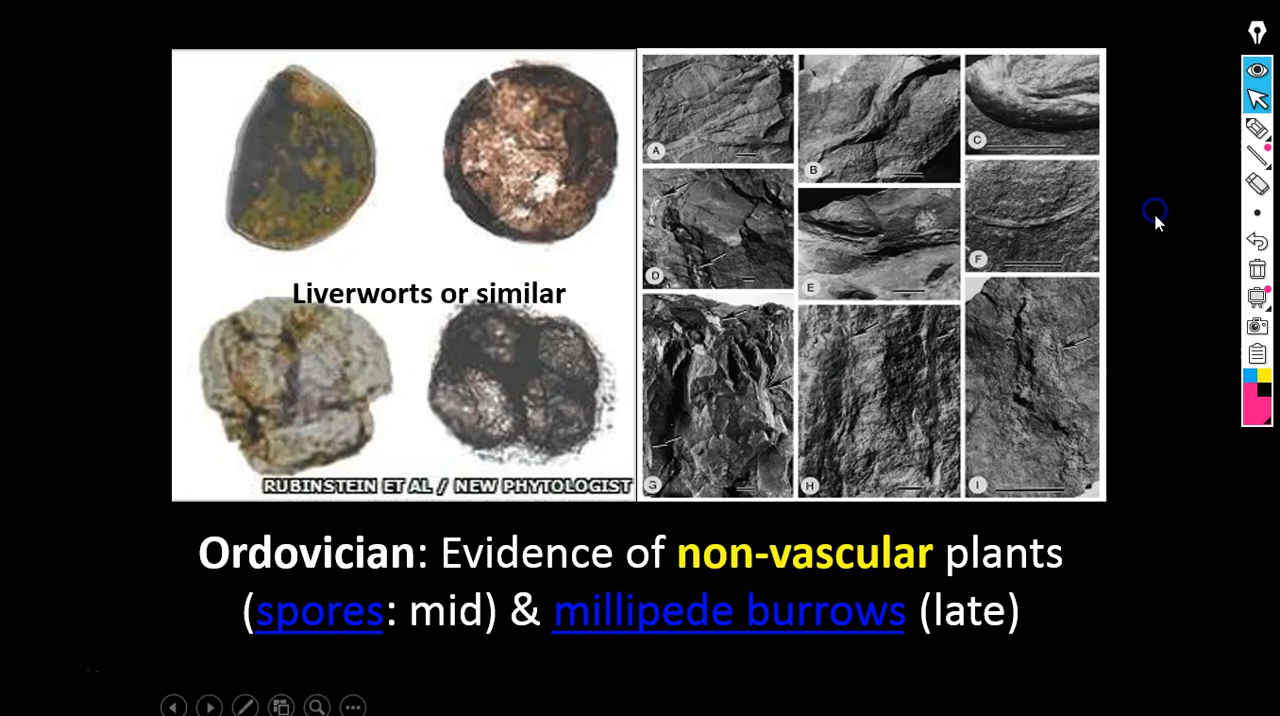 Liverworts or similar
RUBINSTEIN ET AL / NEW PHYTOLOGIST
A
B
C
D
E
F
G
H
I
Ordovician: Evidence of non-vascular plants
(spores: mid) & millipede burrows (late)